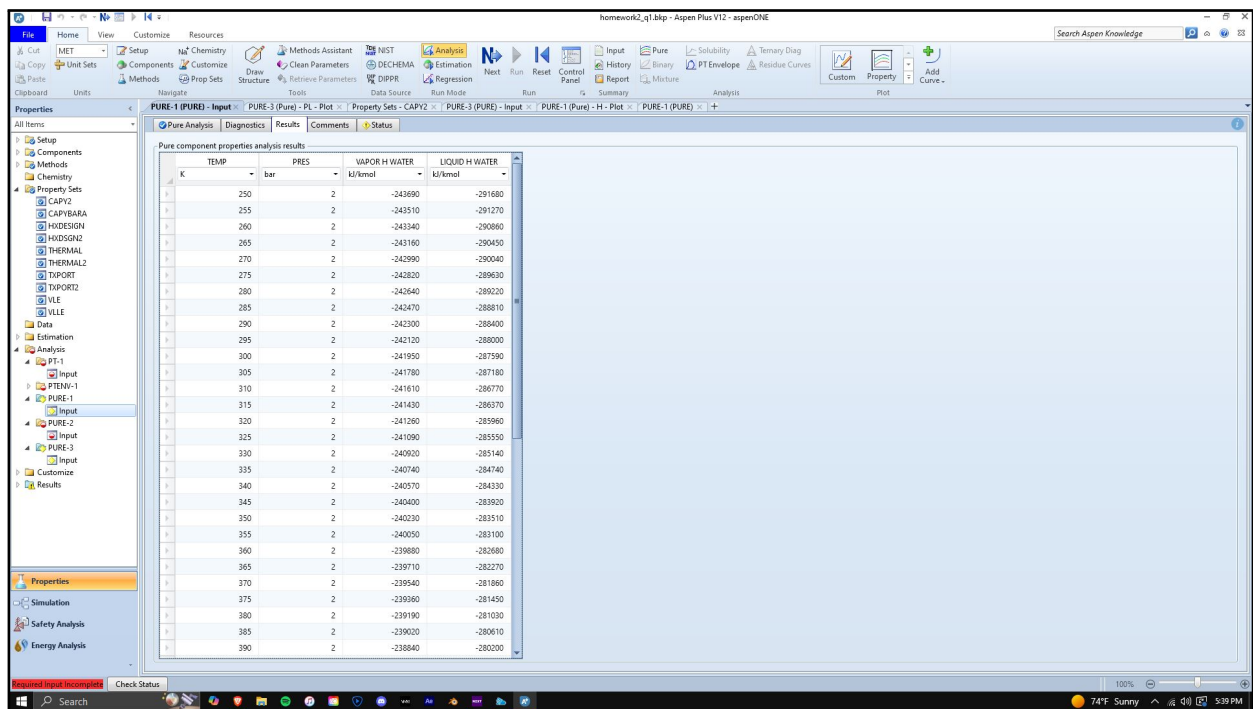 homework2_q1.bkp - Aspen Plus V12 - aspenONE
File Home View Customize Resources Search Aspen Knowledge
Cut MET Setup Chemistry Methods Assistant NIST Analysis Input Pure Solubility Ternary Diag
Copy Unit Sets Components Customize Clean Parameters DECHEMA Estimation History Binary PT Envelope Residue Curves
Paste Methods Prop Sets Draw Structure Retrieve Parameters DIPPR Regression Next Run Reset Control Panel Report Mixture Custom Property Add Curve
Clipboard Units Navigate Tools Data Source Run Mode Run Summary Analysis Plot
Properties
PURE-1 (PURE) - Input PURE-3 (Pure) - PL - Plot Property Sets - CAPY2 PURE-3 (PURE) - Input PURE-1 (Pure) - H - Plot PURE-1 (PURE) +
All Items
Setup
Components
Methods
Chemistry
Property Sets
CAPY2
CAPYBARA
HXDESIGN
HXDSGN2
THERMAL
THERMAL2
TXPORT
TXPORT2
VLE
VLLE
Data
Estimation
Analysis
PT-1
Input
PTENV-1
PURE-1
Input
PURE-2
Input
PURE-3
Input
Customize
Results
Properties
Simulation
Safety Analysis
Energy Analysis
Pure Analysis Diagnostics Results Comments Status
Pure component properties analysis results
TEMP PRES VAPOR H WATER LIQUID H WATER
K bar kJ/kmol kJ/kmol
250 2 -243690 -291680
255 2 -243510 -291270
260 2 -243340 -290860
265 2 -243160 -290450
270 2 -242990 -290040
275 2 -242820 -289630
280 2 -242640 -289220
285 2 -242470 -288810
290 2 -242300 -288400
295 2 -242120 -288000
300 2 -241950 -287590
305 2 -241780 -287180
310 2 -241610 -286770
315 2 -241430 -286370
320 2 -241260 -285960
325 2 -241090 -285550
330 2 -240920 -285140
335 2 -240740 -284740
340 2 -240570 -284330
345 2 -240400 -283920
350 2 -240230 -283510
355 2 -240050 -283100
360 2 -239880 -282680
365 2 -239710 -282270
370 2 -239540 -281860
375 2 -239360 -281450
380 2 -239190 -281030
385 2 -239020 -280610
390 2 -238840 -280200
Required Input Incomplete Check Status 100%
Search 74°F Sunny 5:39 PM